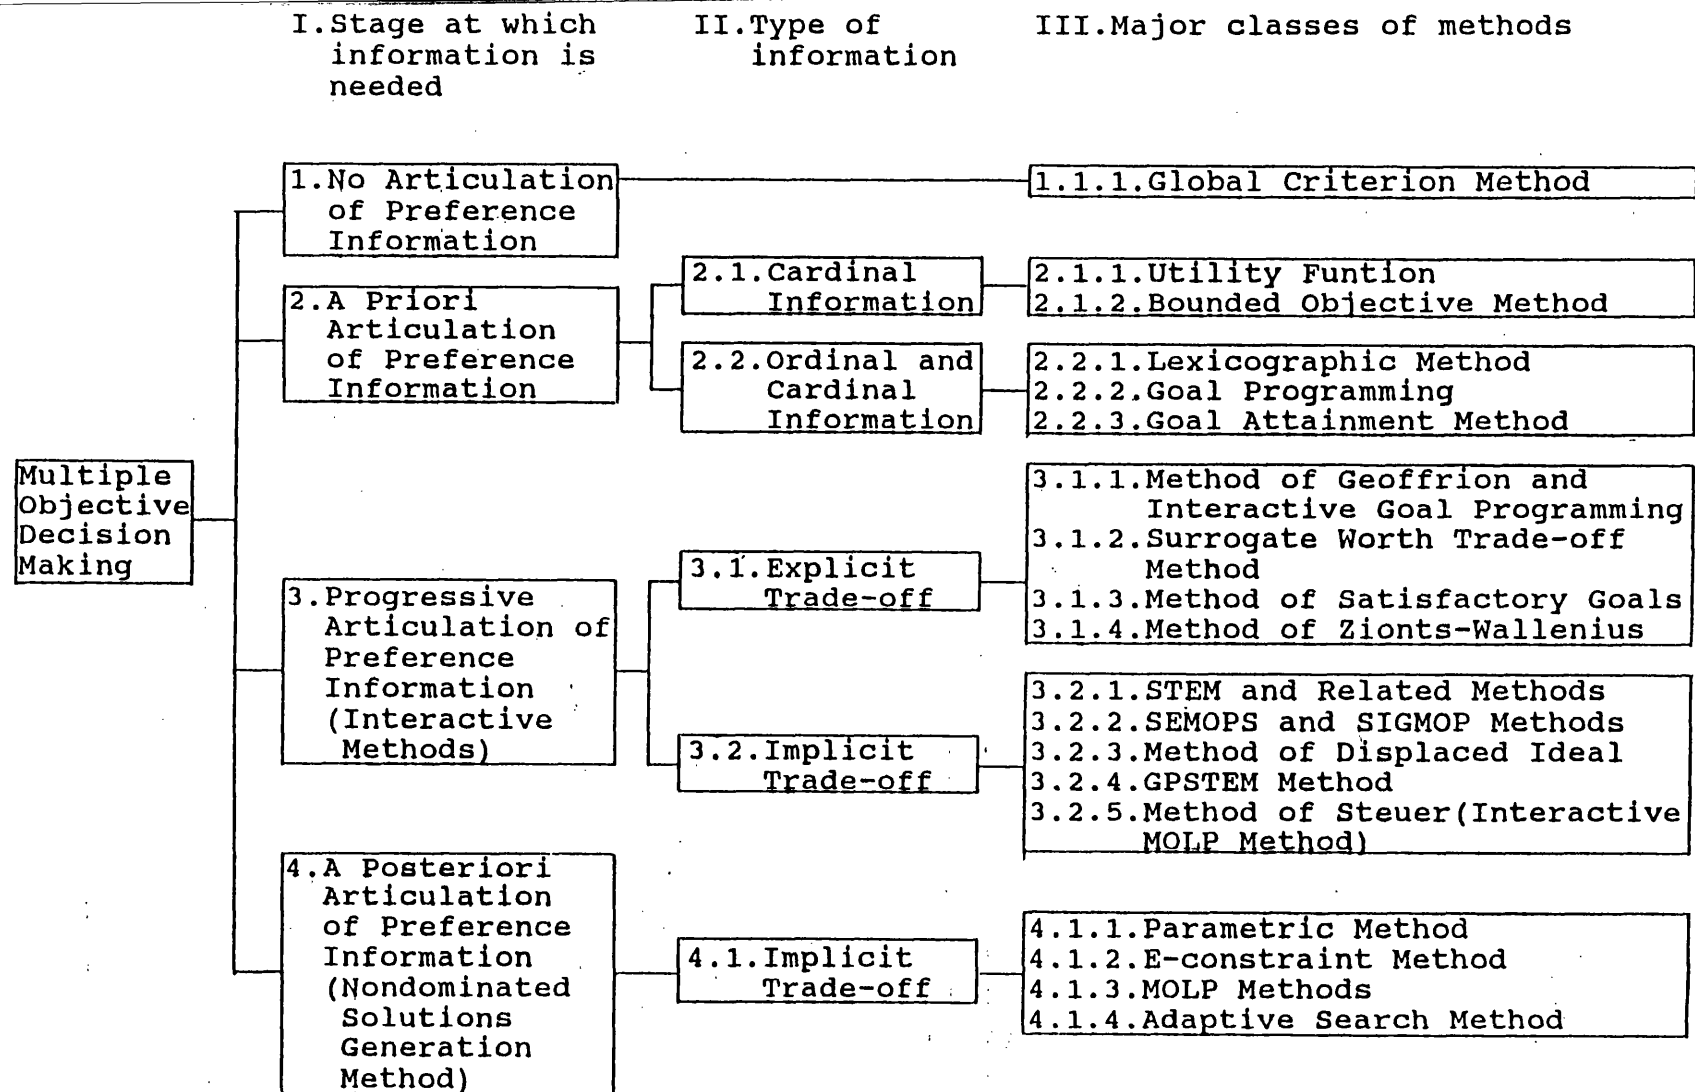 I.Stage at which
information is
needed
II.Type of
information
III.Major classes of methods
Multiple
Objective
Decision
Making
1.No Articulation
of Preference
Information
1.1.1.Global Criterion Method
2.A Priori
Articulation
of Preference
Information
2.1.Cardinal
Information
2.1.1.Utility Funtion
2.1.2.Bounded Objective Method
2.2.Ordinal and
Cardinal
Information
2.2.1.Lexicographic Method
2.2.2.Goal Programming
2.2.3.Goal Attainment Method
3.Progressive
Articulation of
Preference
Information
(Interactive
Methods)
3.1.Explicit
Trade-off
3.1.1.Method of Geoffrion and
Interactive Goal Programming
3.1.2.Surrogate Worth Trade-off
Method
3.1.3.Method of Satisfactory Goals
3.1.4.Method of Zionts-Wallenius
3.2.Implicit
Trade-off
3.2.1.STEM and Related Methods
3.2.2.SEMOPS and SIGMOP Methods
3.2.3.Method of Displaced Ideal
3.2.4.GPSTEM Method
3.2.5.Method of Steuer(Interactive
MOLP Method)
4.A Posteriori
Articulation
of Preference
Information
(Nondominated
Solutions
Generation
Method)
4.1.Implicit
Trade-off
4.1.1.Parametric Method
4.1.2.E-constraint Method
4.1.3.MOLP Methods
4.1.4.Adaptive Search Method